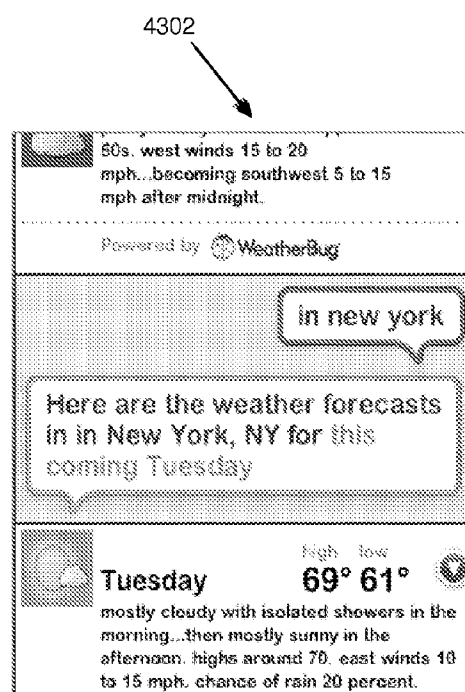 4302
60s. west winds 15 to 20
mph...becoming southwest 5 to 15
mph after midnight.
Powered by WeatherBug
in new york
Here are the weather forecasts
in in New York, NY for this
coming Tuesday
high low
Tuesday 69° 61°
mostly cloudy with isolated showers in the
morning...then mostly sunny in the
afternoon. highs around 70. east winds 10
to 15 mph. chance of rain 20 percent.